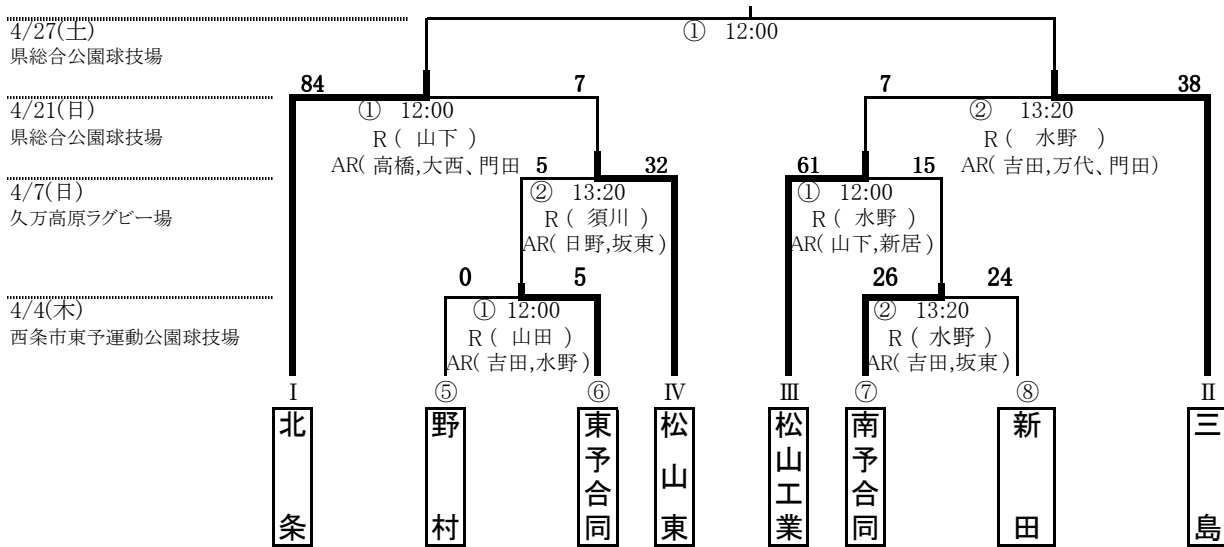 4/27(土)
県総合公園球技場
① 12:00
84
7
7
38
4/21(日)
県総合公園球技場
① 12:00
R ( 山下 )
AR( 高橋,大西、門田
② 13:20
R ( 水野 )
AR( 吉田,万代、門田)
5
32
61
15
4/7(日)
久万高原ラグビー場
② 13:20
R ( 須川 )
AR( 日野,坂東 )
① 12:00
R ( 水野 )
AR( 山下,新居 )
0
5
26
24
4/4(木)
西条市東予運動公園球技場
① 12:00
R ( 山田 )
AR( 吉田,水野 )
② 13:20
R ( 水野 )
AR( 吉田,坂東 )
Ⅰ
⑤
⑥
Ⅳ
Ⅲ
⑦
⑧
Ⅱ
北条
野村
東予合同
松山東
松山工業
南予合同
新田
三島